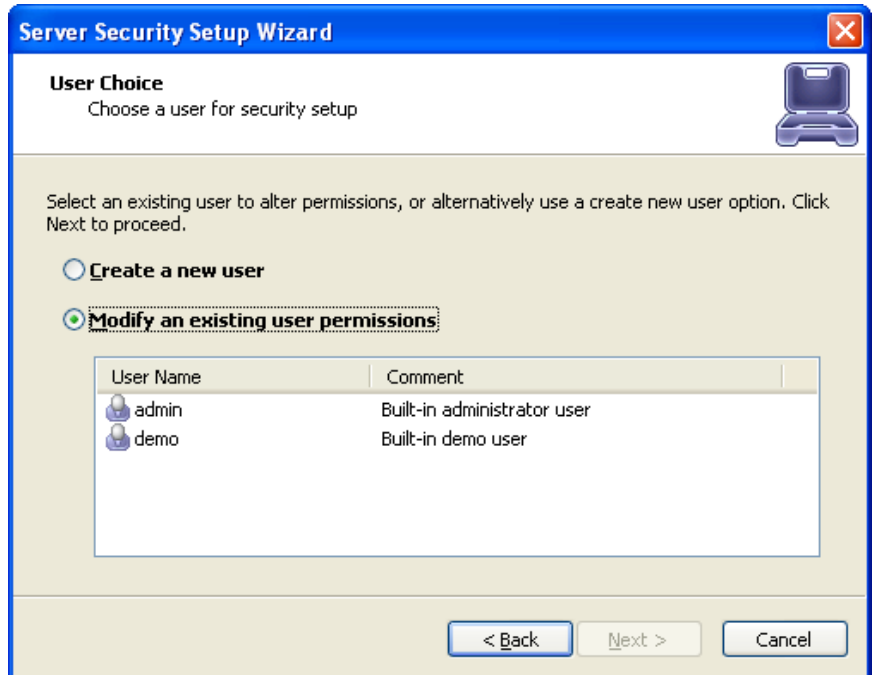 Server Security Setup Wizard
User Choice
Choose a user for security setup
Select an existing user to alter permissions, or alternatively use a create new user option. Click
Next to proceed.
Create a new user
Modify an existing user permissions
User Name Comment
admin Built-in administrator user
demo Built-in demo user
< Back Next > Cancel